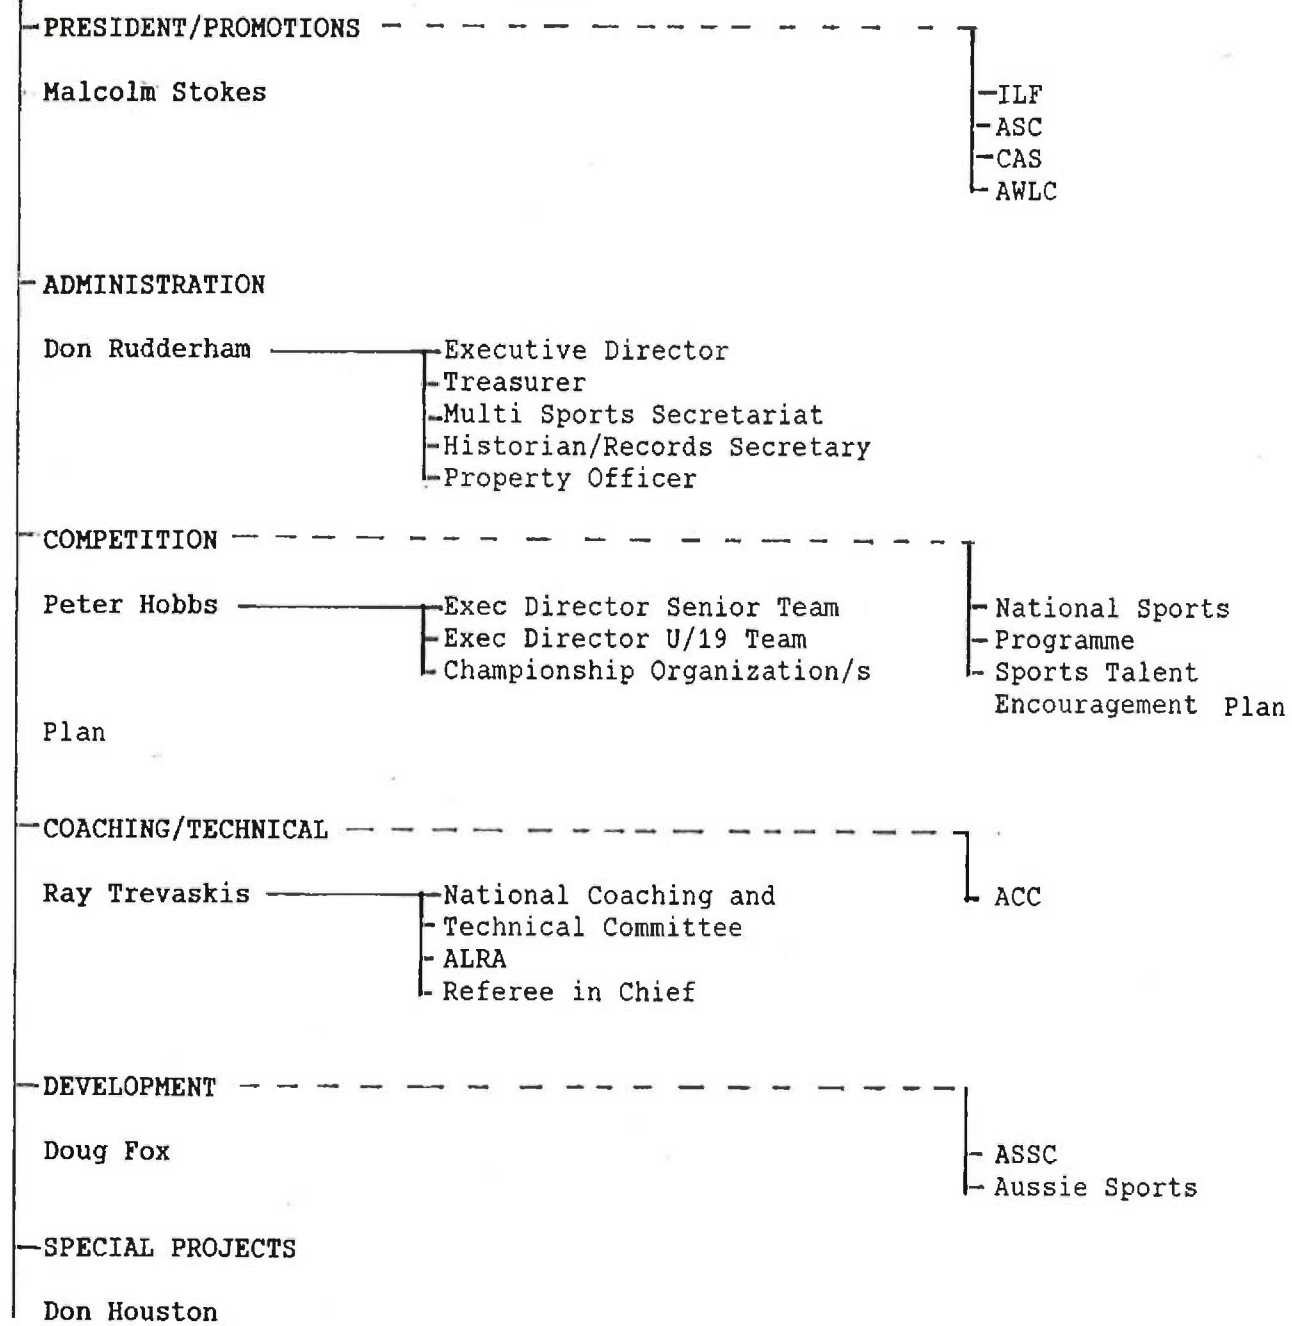 PRESIDENT/PROMOTIONS
Malcolm Stokes
ILF
ASC
CAS
AWLC
ADMINISTRATION
Don Rudderham
Executive Director
Treasurer
Multi Sports Secretariat
Historian/Records Secretary
Property Officer
COMPETITION
Peter Hobbs
Exec Director Senior Team
Exec Director U/19 Team
Championship Organization/s
National Sports
Programme
Sports Talent
Encouragement Plan
Plan
COACHING/TECHNICAL
Ray Trevaskis
National Coaching and
Technical Committee
ALRA
Referee in Chief
ACC
DEVELOPMENT
Doug Fox
ASSC
Aussie Sports
SPECIAL PROJECTS
Don Houston